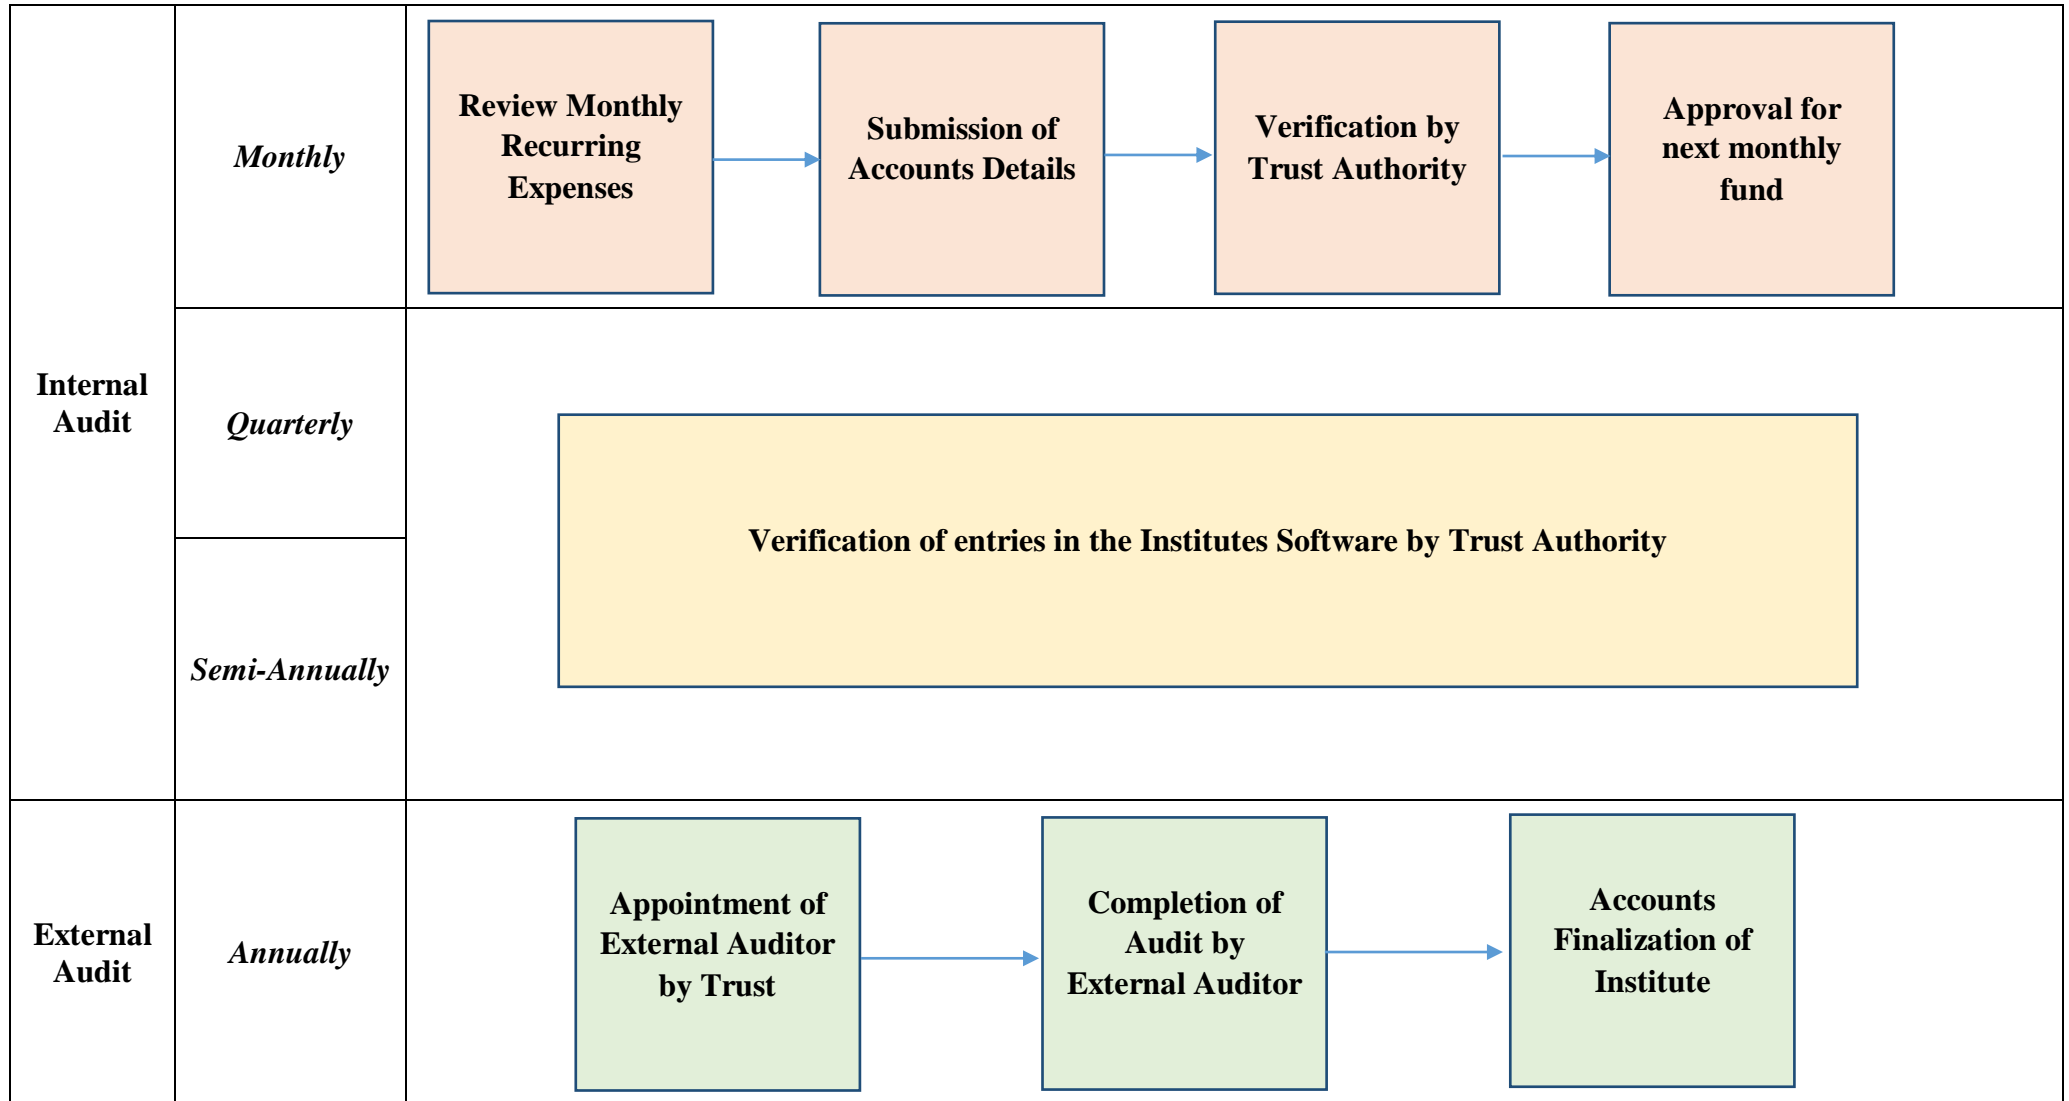 Internal
Audit
Monthly
Review Monthly
Recurring
Expenses
Submission of
Accounts Details
Verification by
Trust Authority
Approval for
next monthly
fund
Quarterly
Semi-Annually
Verification of entries in the Institutes Software by Trust Authority
External
Audit
Annually
Appointment of
External Auditor
by Trust
Completion of
Audit by
External Auditor
Accounts
Finalization of
Institute